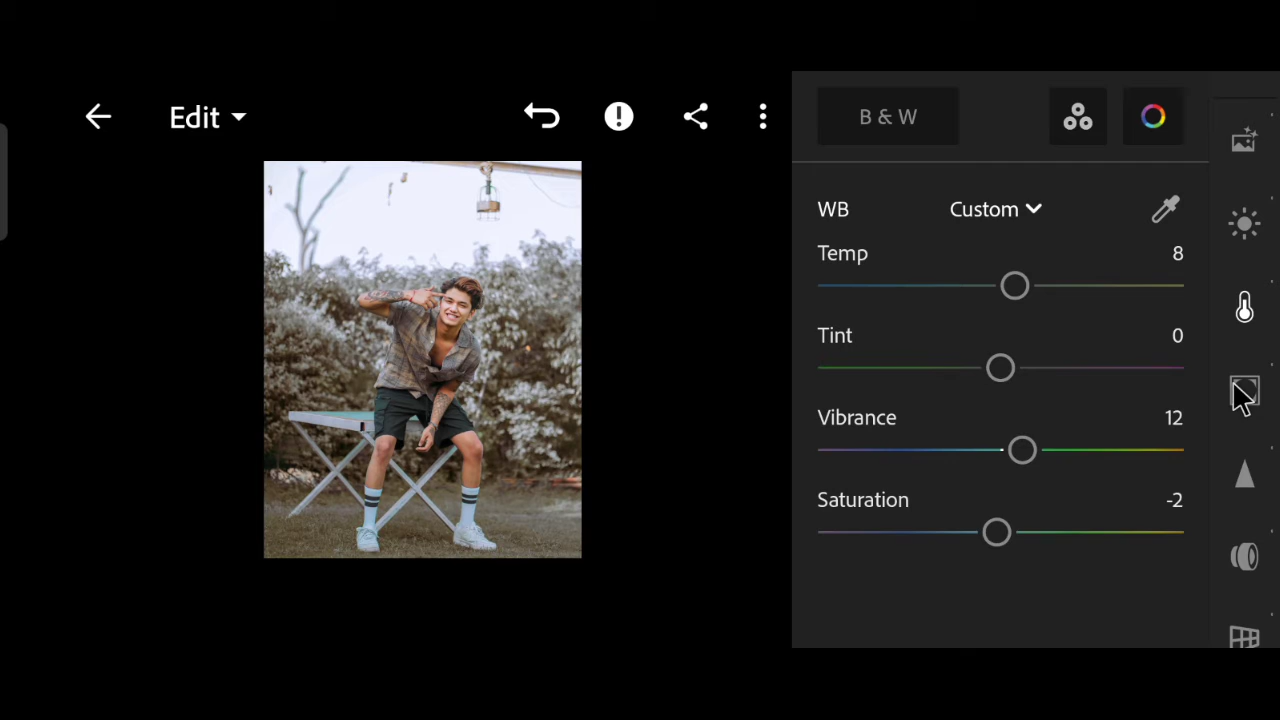 Edit
B & W
WB Custom
Temp 8
Tint 0
Vibrance 12
Saturation -2